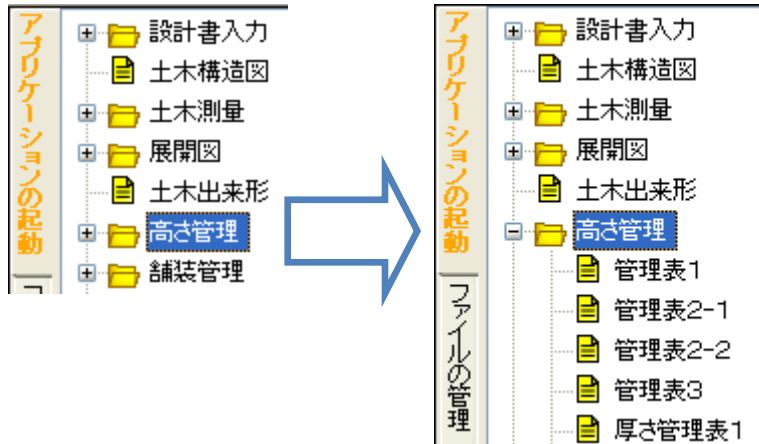 アプリケーションの起動
設計書入力
土木構造図
土木測量
展開図
土木出来形
高さ管理
舗装管理
アプリケーションの起動
ファイルの管理
設計書入力
土木構造図
土木測量
展開図
土木出来形
高さ管理
管理表1
管理表2-1
管理表2-2
管理表3
厚さ管理表1